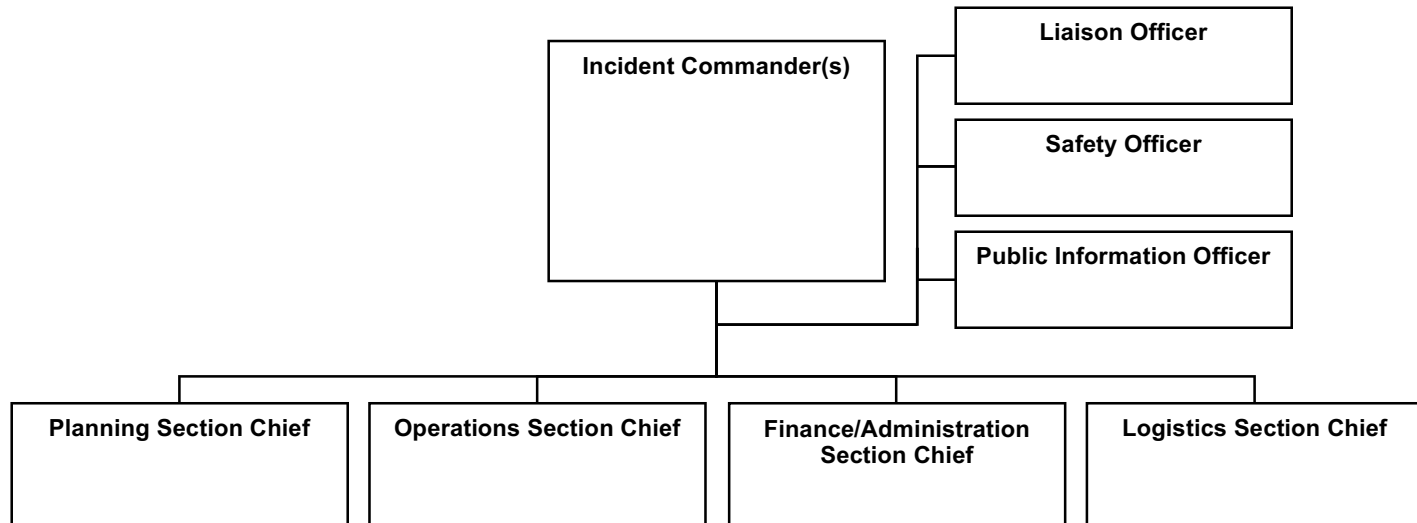 Incident Commander(s)
Liaison Officer
Safety Officer
Public Information Officer
Planning Section Chief
Operations Section Chief
Finance/Administration
Section Chief
Logistics Section Chief